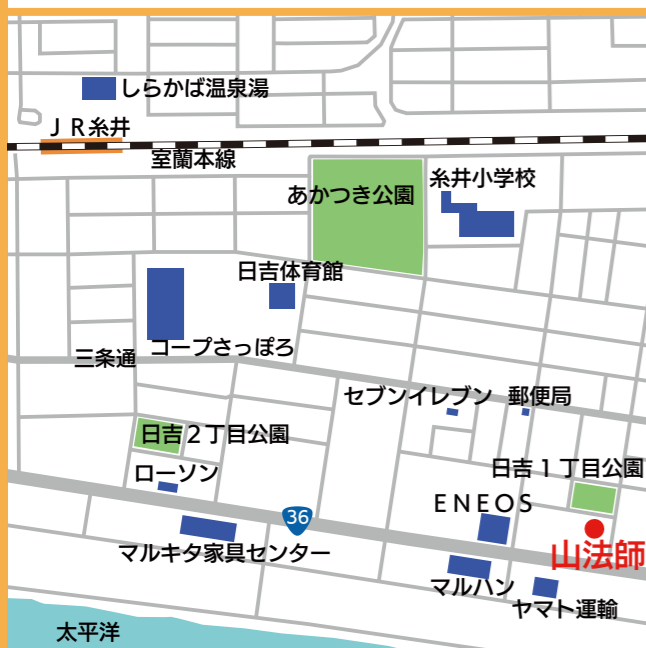 しらかば温泉湯
ＪＲ糸井
室蘭本線
糸井小学校
あかつき公園
日吉体育館
コープさっぽろ
三条通
セブンイレブン
郵便局
日吉２丁目公園
日吉１丁目公園
ローソン
ＥＮＥＯＳ
36
マルキタ家具センター
山法師
マルハン
ヤマト運輸
太平洋